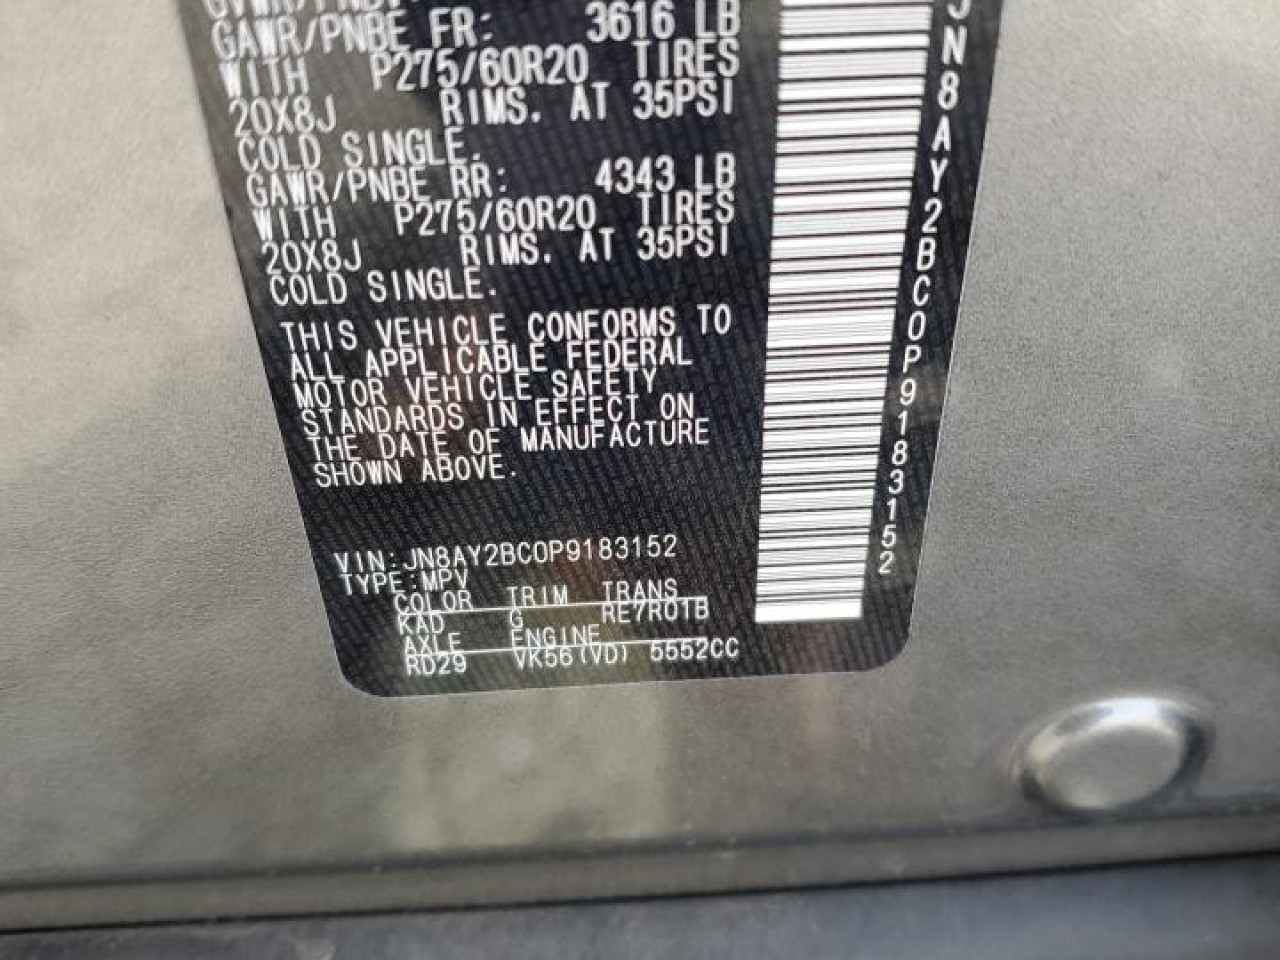 GAWR/PNBE FR: 3616 LB
WITH P275/60R20 TIRES
20X8J RIMS. AT 35PSI
COLD SINGLE.
GAWR/PNBE RR: 4343 LB
WITH P275/60R20 TIRES
20X8J RIMS. AT 35PSI
COLD SINGLE.
THIS VEHICLE CONFORMS TO
ALL APPLICABLE FEDERAL
MOTOR VEHICLE SAFETY
STANDARDS IN EFFECT ON
THE DATE OF MANUFACTURE
SHOWN ABOVE.
VIN:JN8AY2BC0P9183152
TYPE:MPV
COLOR TRIM TRANS
KAD G RE7R01B
AXLE ENGINE
RD29 VK56(VD) 5552CC
JN8AY2BC0P9183152